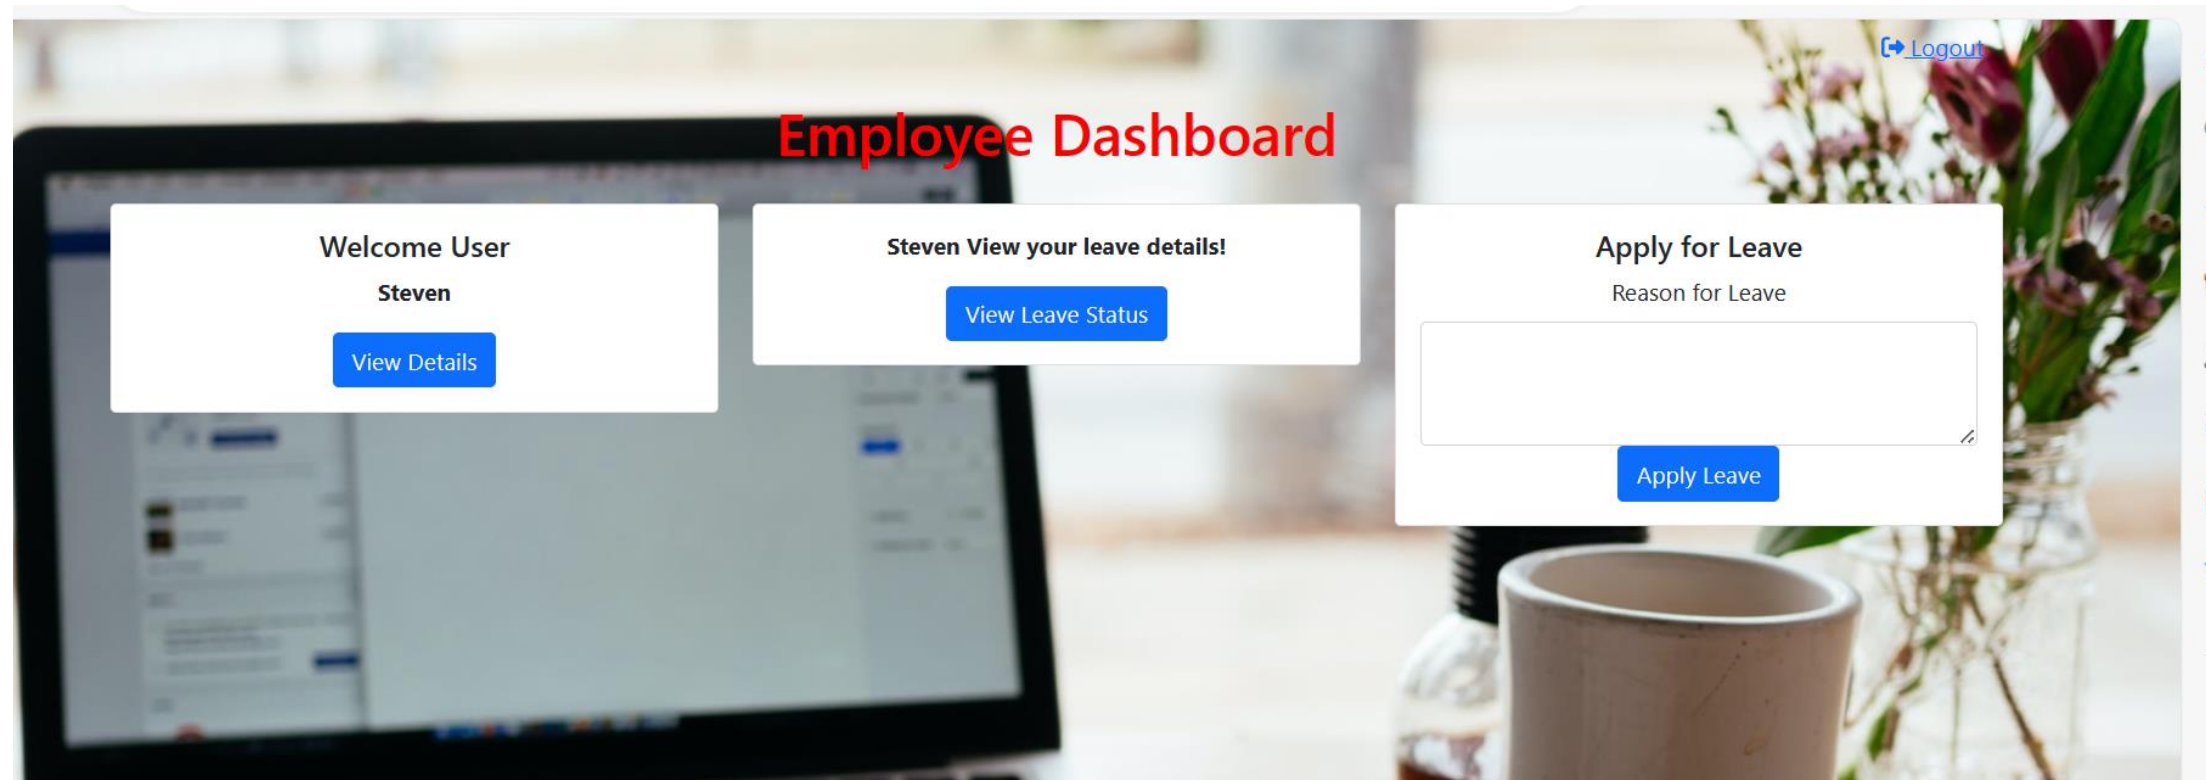 Logout
Employee Dashboard
Welcome User
Steven
View Details
Steven View your leave details!
View Leave Status
Apply for Leave
Reason for Leave
Apply Leave